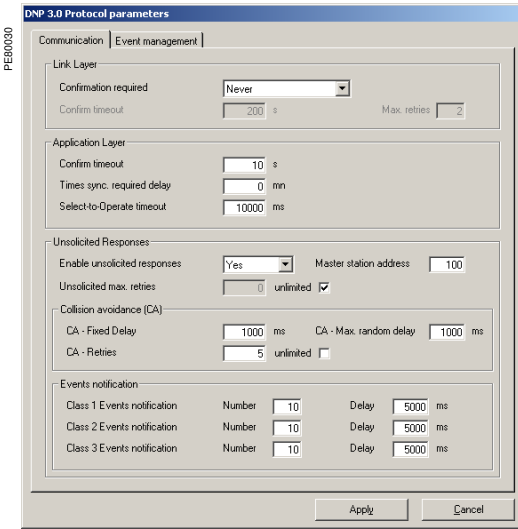 DNP 3.0 Protocol parameters
PE80030
Communication Event management
Link Layer
Confirmation required Never
Confirm timeout 200 s Max. retries 2
Application Layer
Confirm timeout 10 s
Times sync. required delay 0 mn
Select-to-Operate timeout 10000 ms
Unsolicited Responses
Enable unsolicited responses Yes Master station address 100
Unsolicited max. retries 0 unlimited
Collision avoidance (CA)
CA - Fixed Delay 1000 ms CA - Max. random delay 1000 ms
CA - Retries 5 unlimited
Events notification
Class 1 Events notification Number 10 Delay 5000 ms
Class 2 Events notification Number 10 Delay 5000 ms
Class 3 Events notification Number 10 Delay 5000 ms
Apply Cancel